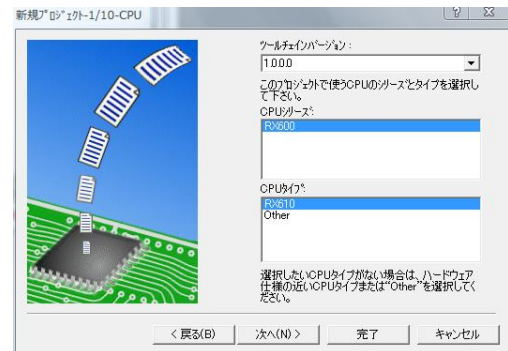 新規プロジェクト-1/10-CPU
ツールチェインバージョン :
1.0.0.0
このプロジェクトで使うCPUのシリーズとタイプを選択し
て下さい。
CPUシリーズ:
RX600
CPUタイプ:
RX610
Other
選択したいCPUタイプがない場合は、ハードウェア
仕様の近いCPUタイプまたは"Other"を選択してく
ださい。
< 戻る(B)
次へ(N) >
完了
キャンセル